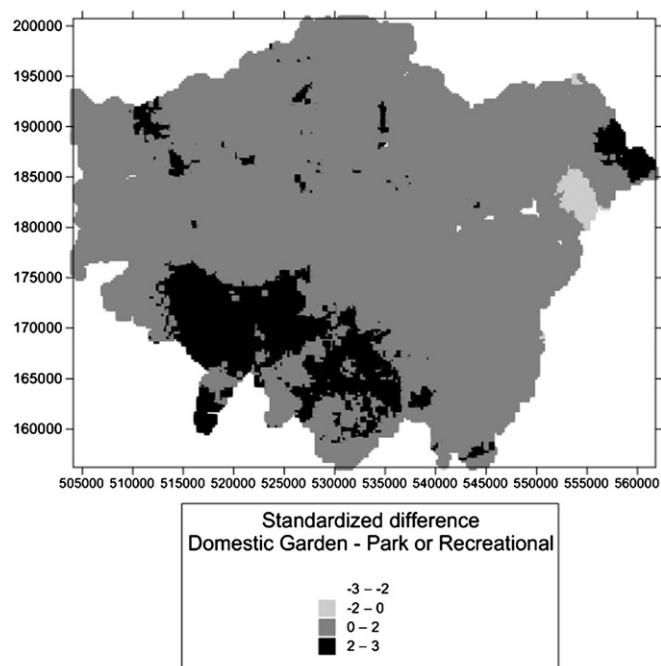 200000
195000
190000
185000
180000
175000
170000
165000
160000
505000 510000 515000 520000 525000 530000 535000 540000 545000 550000 555000 560000
Standardized difference
Domestic Garden - Park or Recreational
-3 – -2
-2 – 0
0 – 2
2 – 3